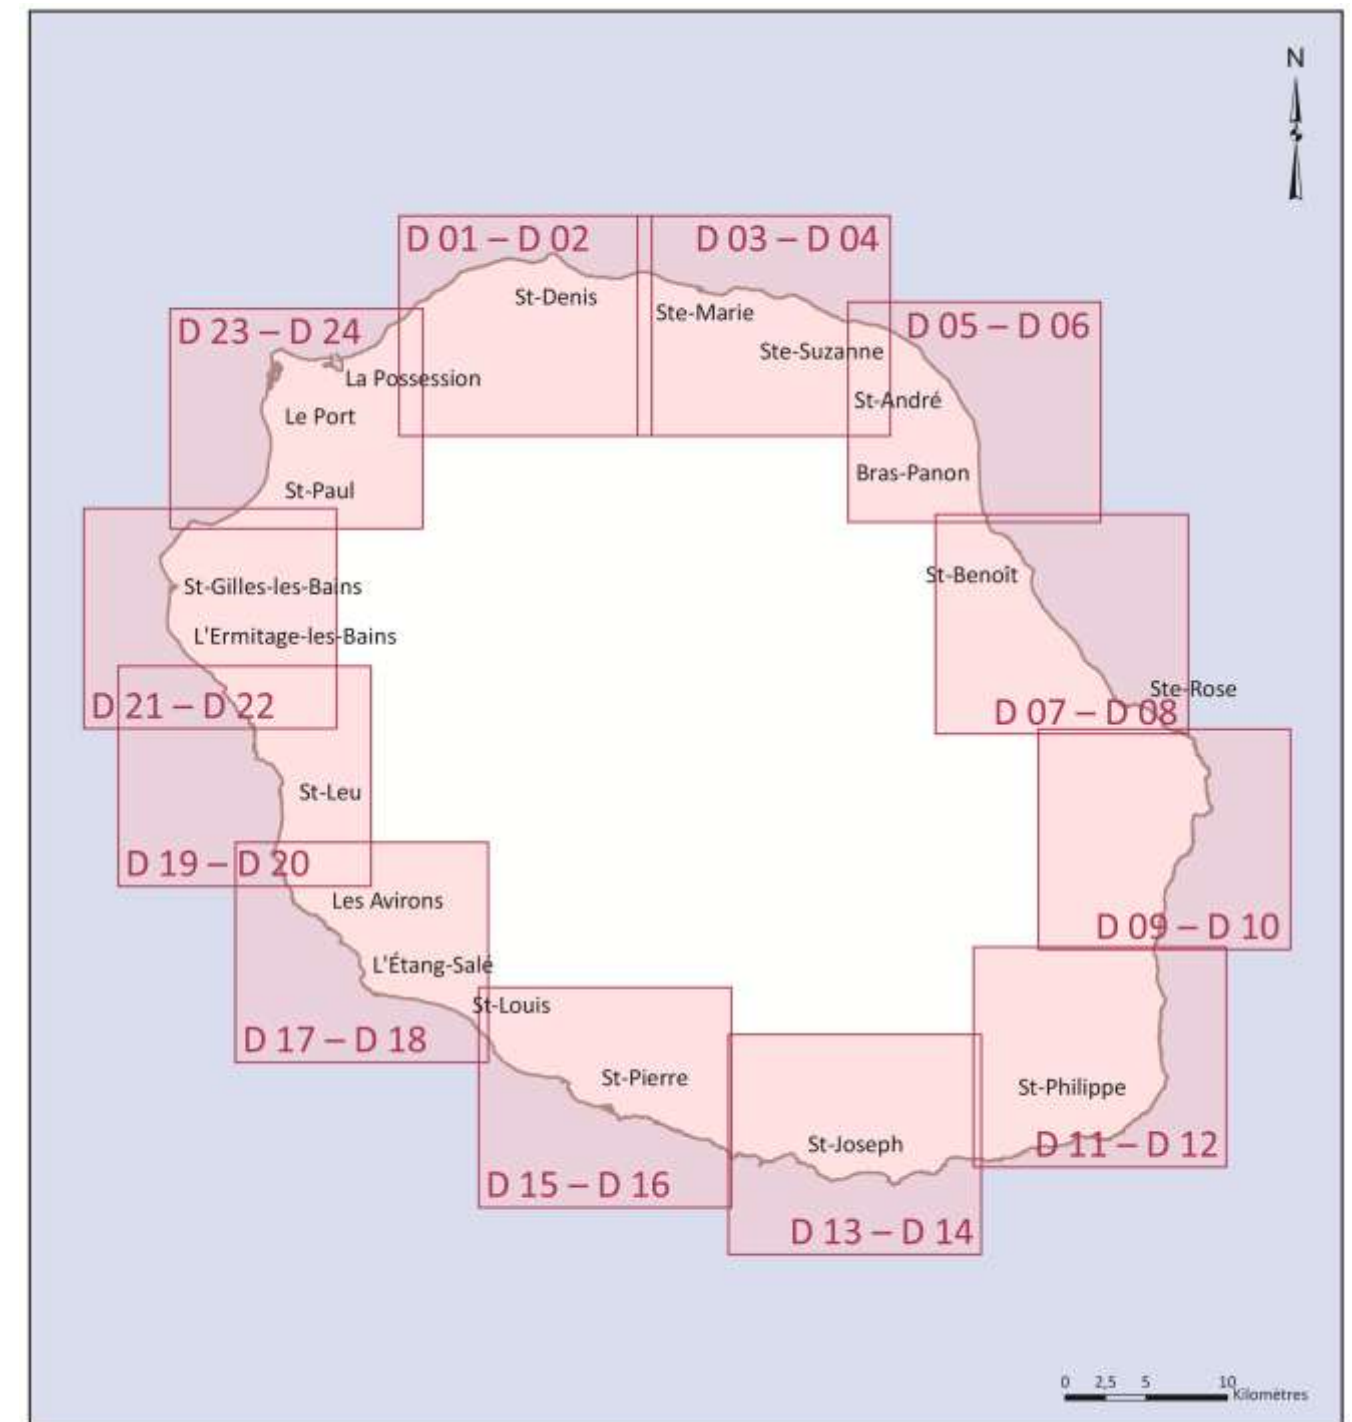 N
D 01 – D 02
D 03 – D 04
St-Denis
Ste-Marie
D 05 – D 06
D 23 – D 24
Ste-Suzanne
La Possession
St-André
Le Port
Bras-Panon
St-Paul
St-Benoît
St-Gilles-les-Bains
L'Ermitage-les-Bains
Ste-Rose
D 21 – D 22
D 07 – D 08
St-Leu
D 19 – D 20
Les Avirons
D 09 – D 10
L'Étang-Salé
St-Louis
D 17 – D 18
St-Pierre
St-Philippe
St-Joseph
D 11 – D 12
D 15 – D 16
D 13 – D 14
0 2,5 5 10
Kilomètres